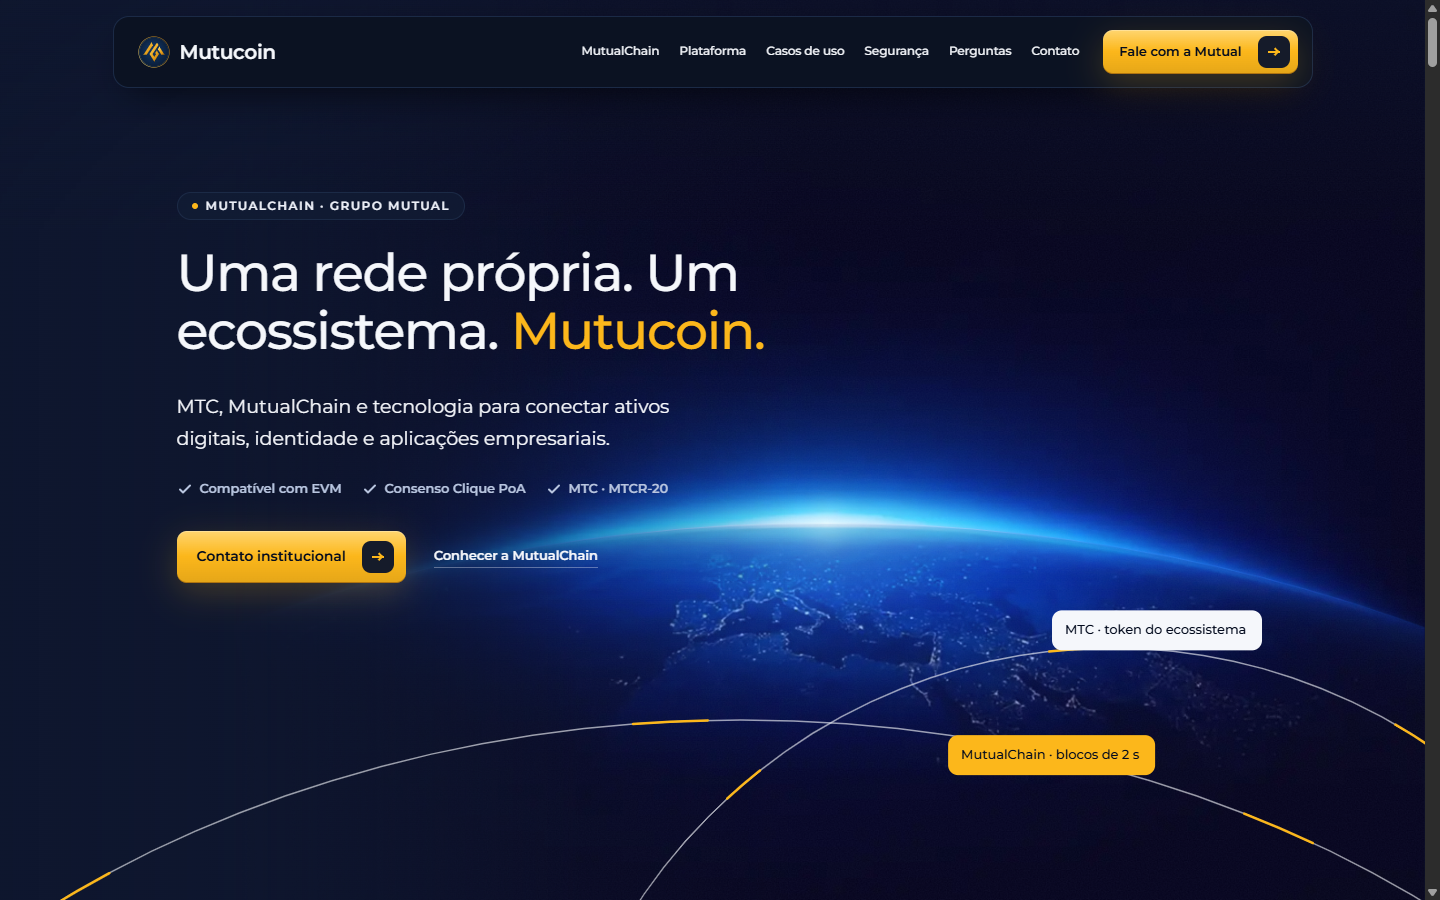 Mutucoin
MutualChain
Plataforma
Casos de uso
Segurança
Perguntas
Contato
Fale com a Mutual
MUTUALCHAIN · GRUPO MUTUAL
Uma rede própria. Um
ecossistema. Mutucoin.
MTC, MutualChain e tecnologia para conectar ativos
digitais, identidade e aplicações empresariais.
Compatível com EVM
Consenso Clique PoA
MTC · MTCR-20
Contato institucional
Conhecer a MutualChain
MTC · token do ecossistema
MutualChain · blocos de 2 s